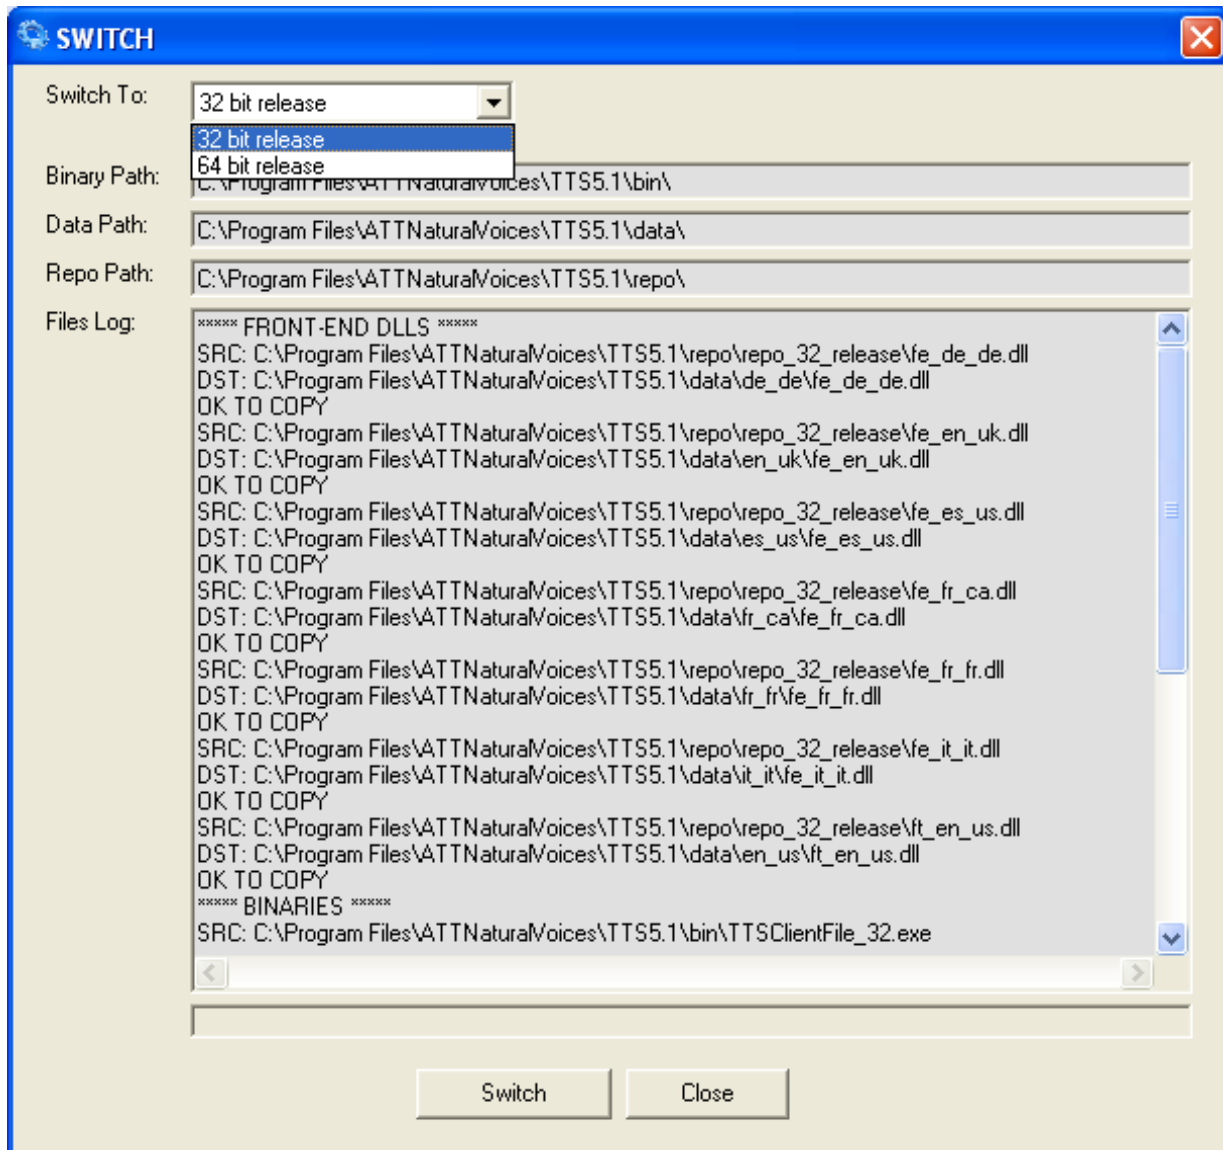 SWITCH
Switch To:
32 bit release
32 bit release
64 bit release
Binary Path:
C:\Program Files\ATTNaturalVoices\TTS5.1\bin\
Data Path:
C:\Program Files\ATTNaturalVoices\TTS5.1\data\
Repo Path:
C:\Program Files\ATTNaturalVoices\TTS5.1\repo\
Files Log:
***** FRONT-END DLLS *****
SRC: C:\Program Files\ATTNaturalVoices\TTS5.1\repo\repo_32_release\fe_de_de.dll
DST: C:\Program Files\ATTNaturalVoices\TTS5.1\data\de_de\fe_de_de.dll
OK TO COPY
SRC: C:\Program Files\ATTNaturalVoices\TTS5.1\repo\repo_32_release\fe_en_uk.dll
DST: C:\Program Files\ATTNaturalVoices\TTS5.1\data\en_uk\fe_en_uk.dll
OK TO COPY
SRC: C:\Program Files\ATTNaturalVoices\TTS5.1\repo\repo_32_release\fe_es_us.dll
DST: C:\Program Files\ATTNaturalVoices\TTS5.1\data\es_us\fe_es_us.dll
OK TO COPY
SRC: C:\Program Files\ATTNaturalVoices\TTS5.1\repo\repo_32_release\fe_fr_ca.dll
DST: C:\Program Files\ATTNaturalVoices\TTS5.1\data\fr_ca\fe_fr_ca.dll
OK TO COPY
SRC: C:\Program Files\ATTNaturalVoices\TTS5.1\repo\repo_32_release\fe_fr_fr.dll
DST: C:\Program Files\ATTNaturalVoices\TTS5.1\data\fr_fr\fe_fr_fr.dll
OK TO COPY
SRC: C:\Program Files\ATTNaturalVoices\TTS5.1\repo\repo_32_release\fe_it_it.dll
DST: C:\Program Files\ATTNaturalVoices\TTS5.1\data\it_it\fe_it_it.dll
OK TO COPY
SRC: C:\Program Files\ATTNaturalVoices\TTS5.1\repo\repo_32_release\ft_en_us.dll
DST: C:\Program Files\ATTNaturalVoices\TTS5.1\data\en_us\ft_en_us.dll
OK TO COPY
***** BINARIES *****
SRC: C:\Program Files\ATTNaturalVoices\TTS5.1\bin\TTSClientFile_32.exe
Switch
Close